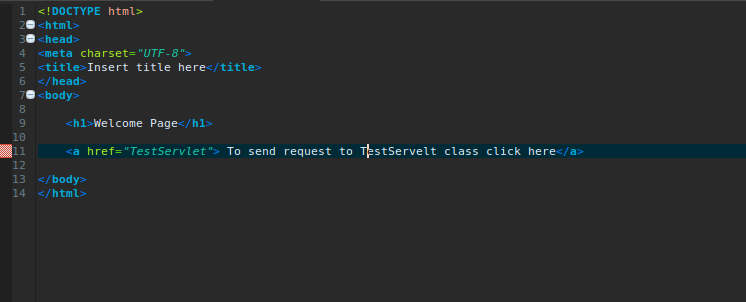 1 <!DOCTYPE html>
2 <html>
3 <head>
4 <meta charset="UTF-8">
5 <title>Insert title here</title>
6 </head>
7 <body>
8
9 <h1>Welcome Page</h1>
10
11 <a href="TestServlet"> To send request to TestServelt class click here</a>
12
13 </body>
14 </html>